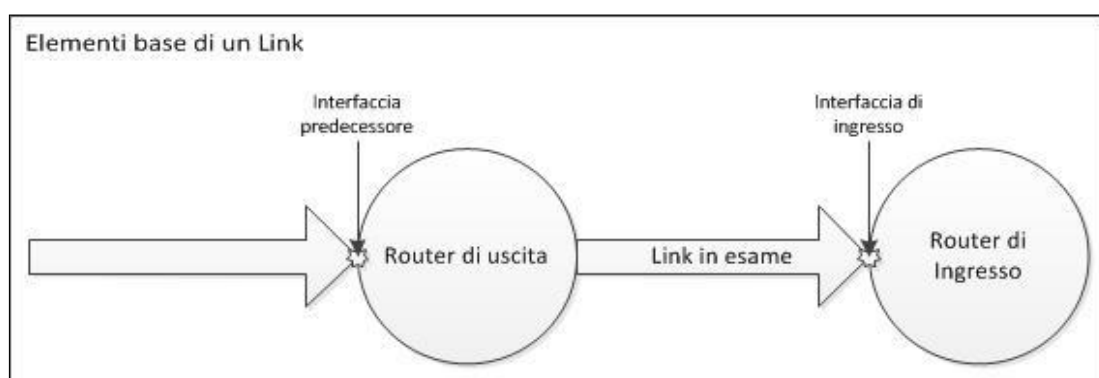 Elementi base di un Link
Interfaccia
predecessore
Interfaccia di
ingresso
Router di uscita
Link in esame
Router di
Ingresso